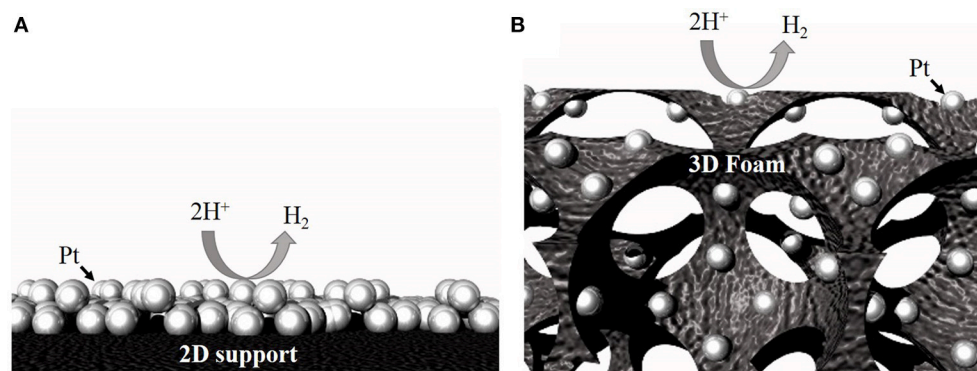 A
2H⁺
H₂
Pt
2D support
B
2H⁺
H₂
Pt
3D Foam